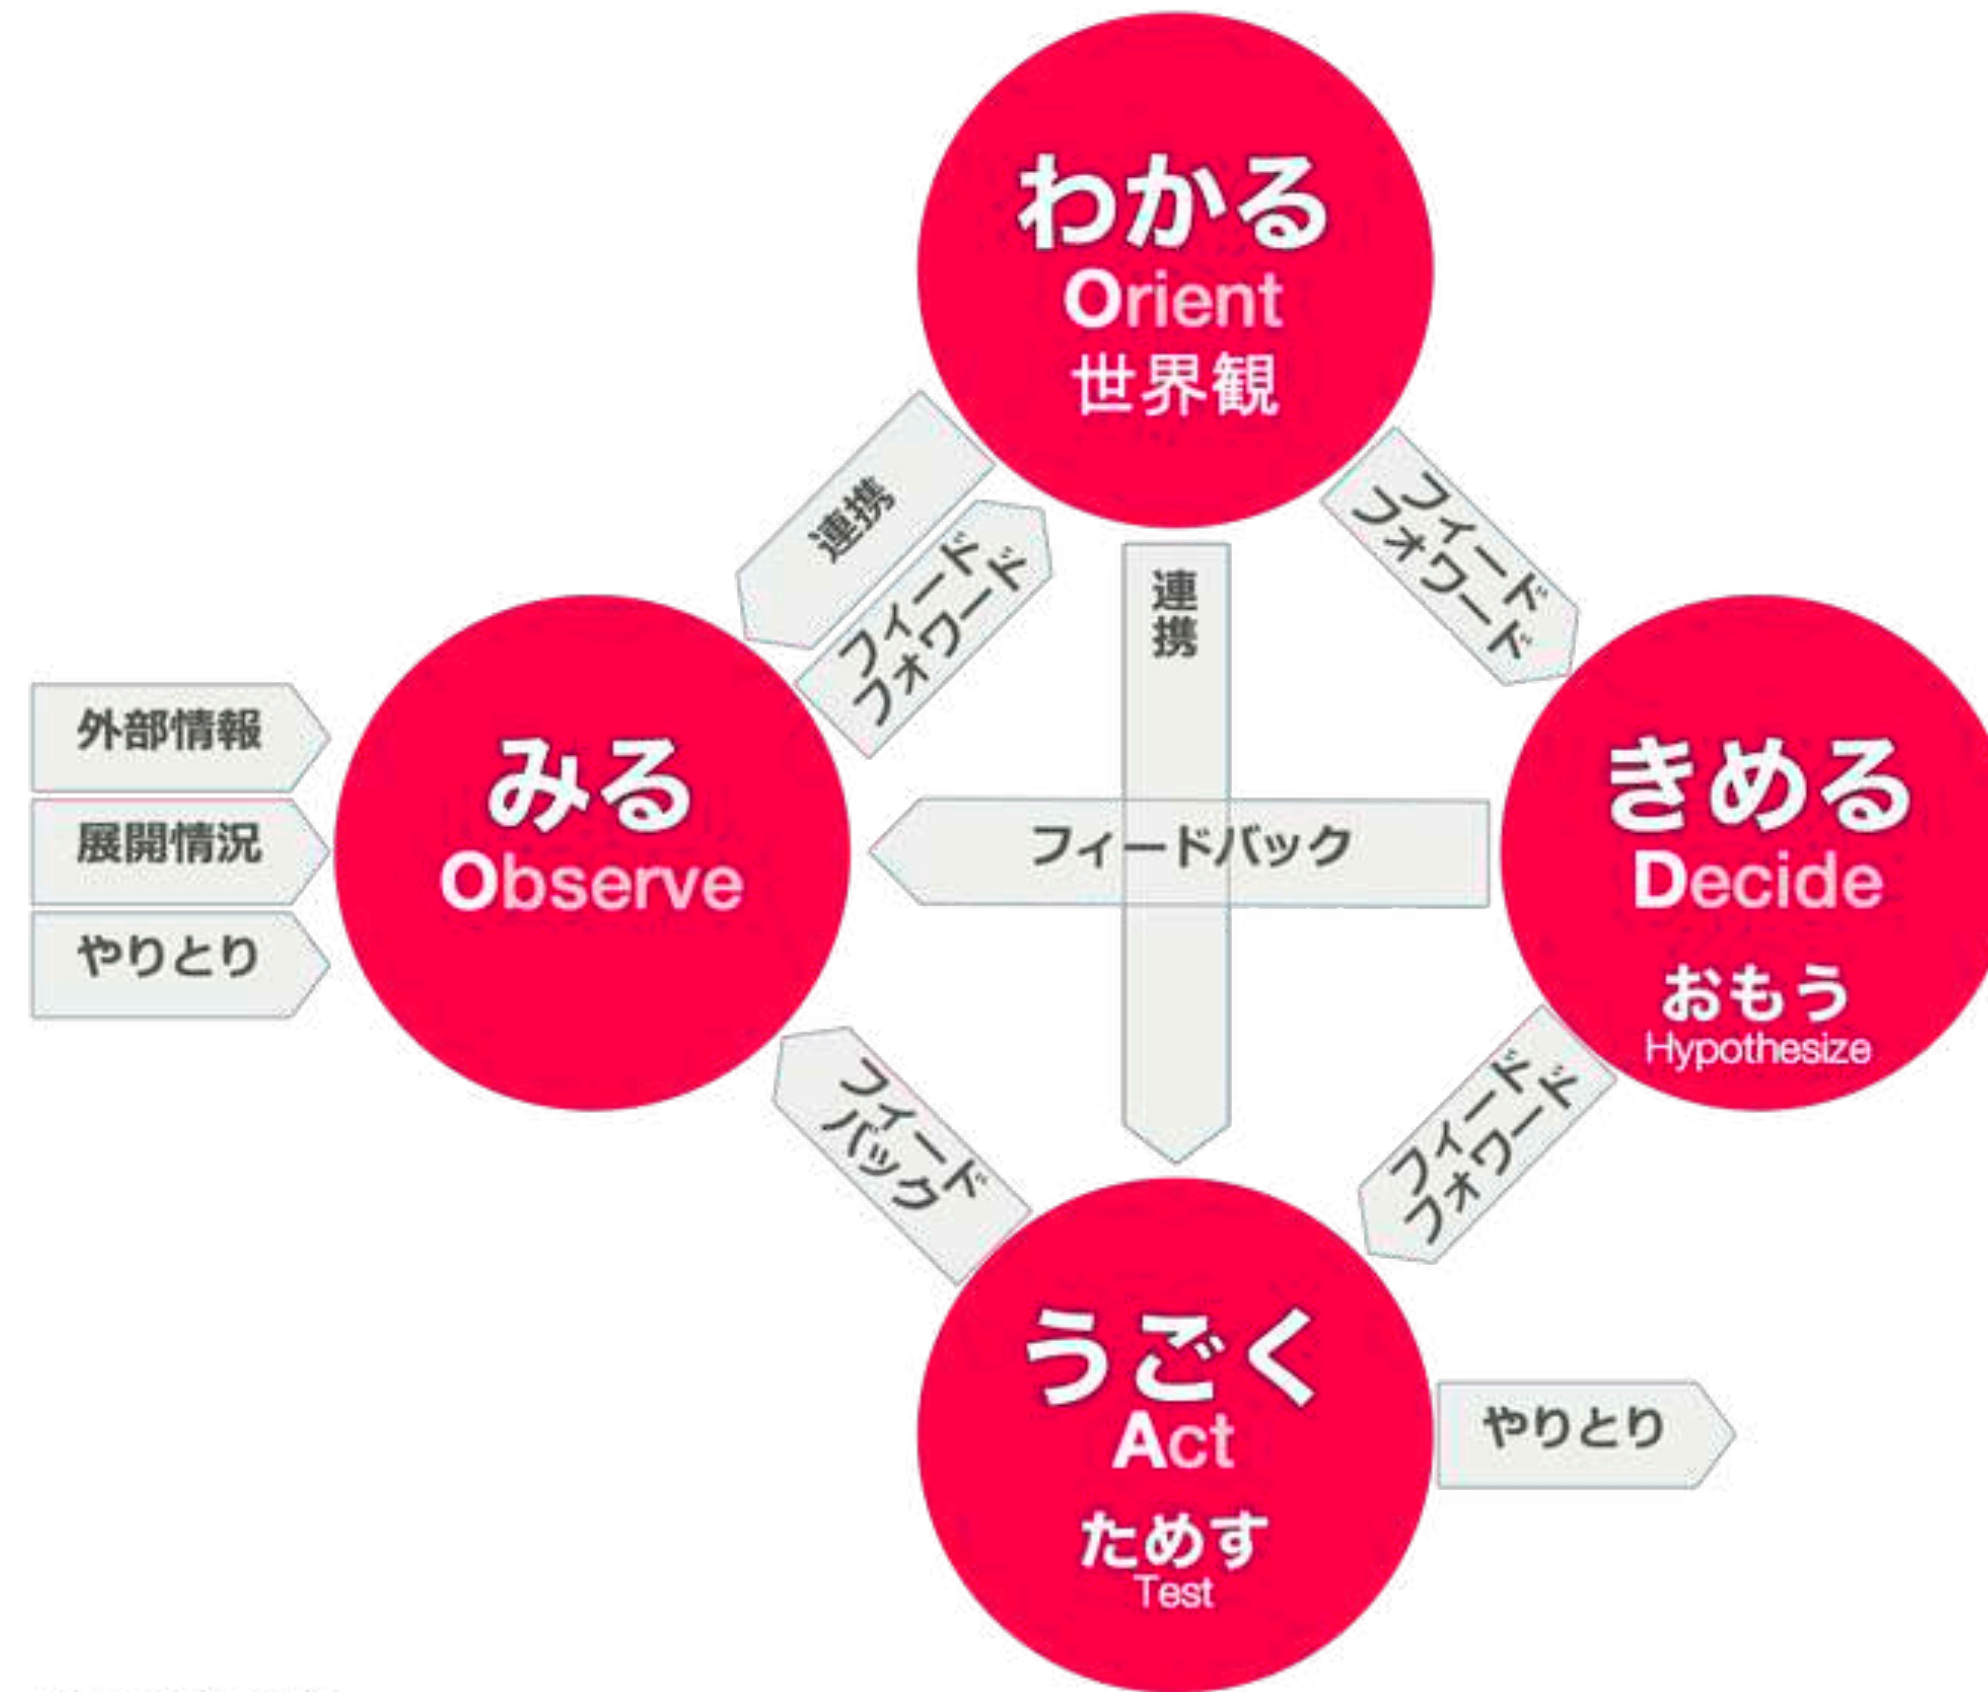 わかる
Orient
世界観
連携
フィード
フォワード
フィード
フォワード
連携
外部情報
展開情況
やりとり
みる
Observe
フィードバック
きめる
Decide
おもう
Hypothesize
フィード
バック
フィード
フォワード
うごく
Act
ためす
Test
やりとり